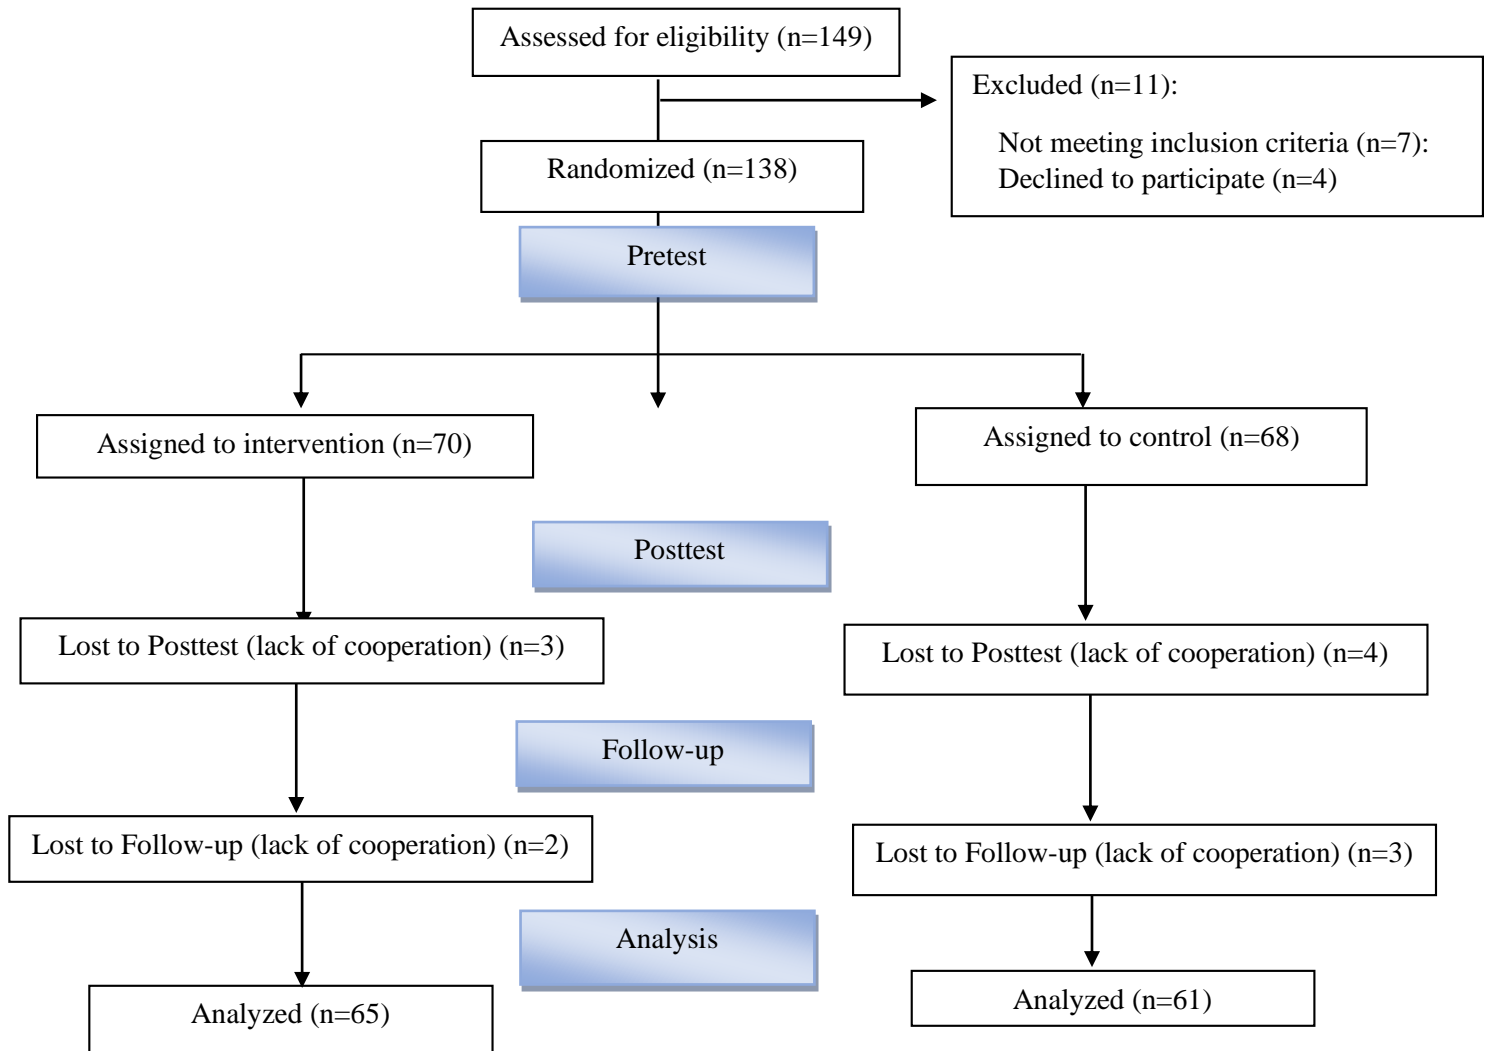 Assessed for eligibility (n=149)
Excluded (n=11):
Not meeting inclusion criteria (n=7):
Declined to participate (n=4)
Randomized (n=138)
Pretest
Assigned to intervention (n=70)
Assigned to control (n=68)
Posttest
Lost to Posttest (lack of cooperation) (n=3)
Lost to Posttest (lack of cooperation) (n=4)
Follow-up
Lost to Follow-up (lack of cooperation) (n=2)
Lost to Follow-up (lack of cooperation) (n=3)
Analysis
Analyzed (n=65)
Analyzed (n=61)